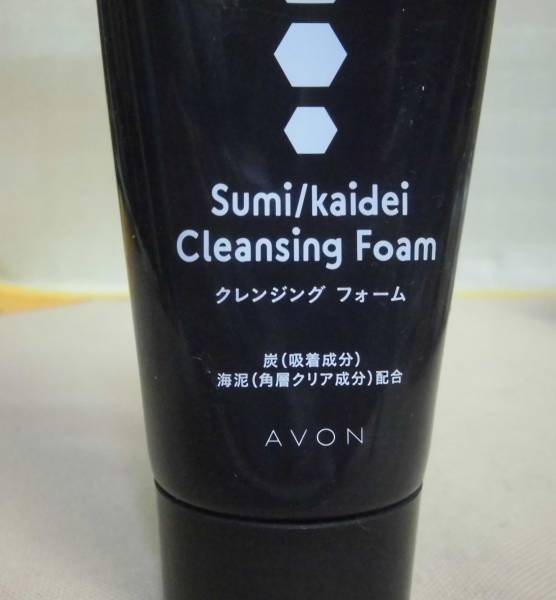 Sumi/kaidei
Cleansing Foam
クレンジング フォーム
炭(吸着成分)
海泥(角層クリア成分)配合
AVON